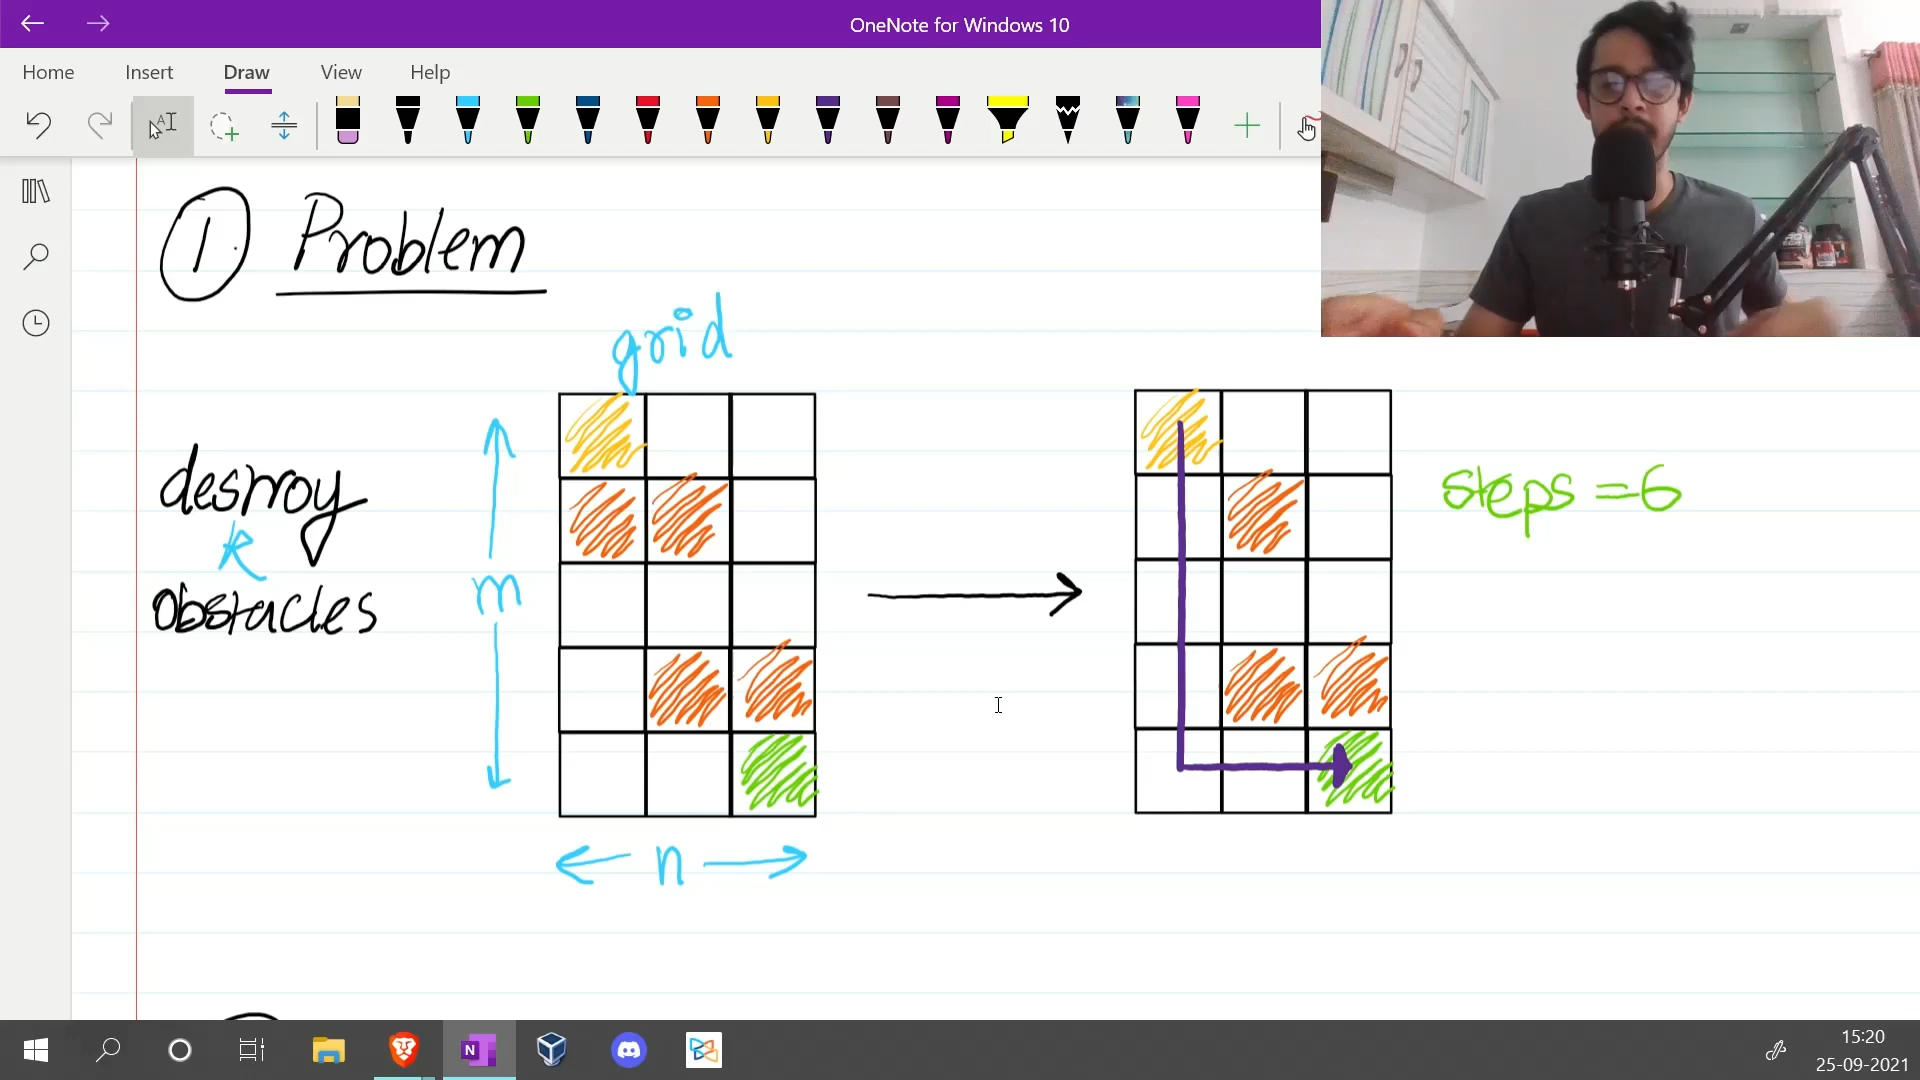 OneNote for Windows 10
Home Insert Draw View Help
1 Problem
grid
desroy
k
obstacles
m
n
steps = 6
15:20
25-09-2021